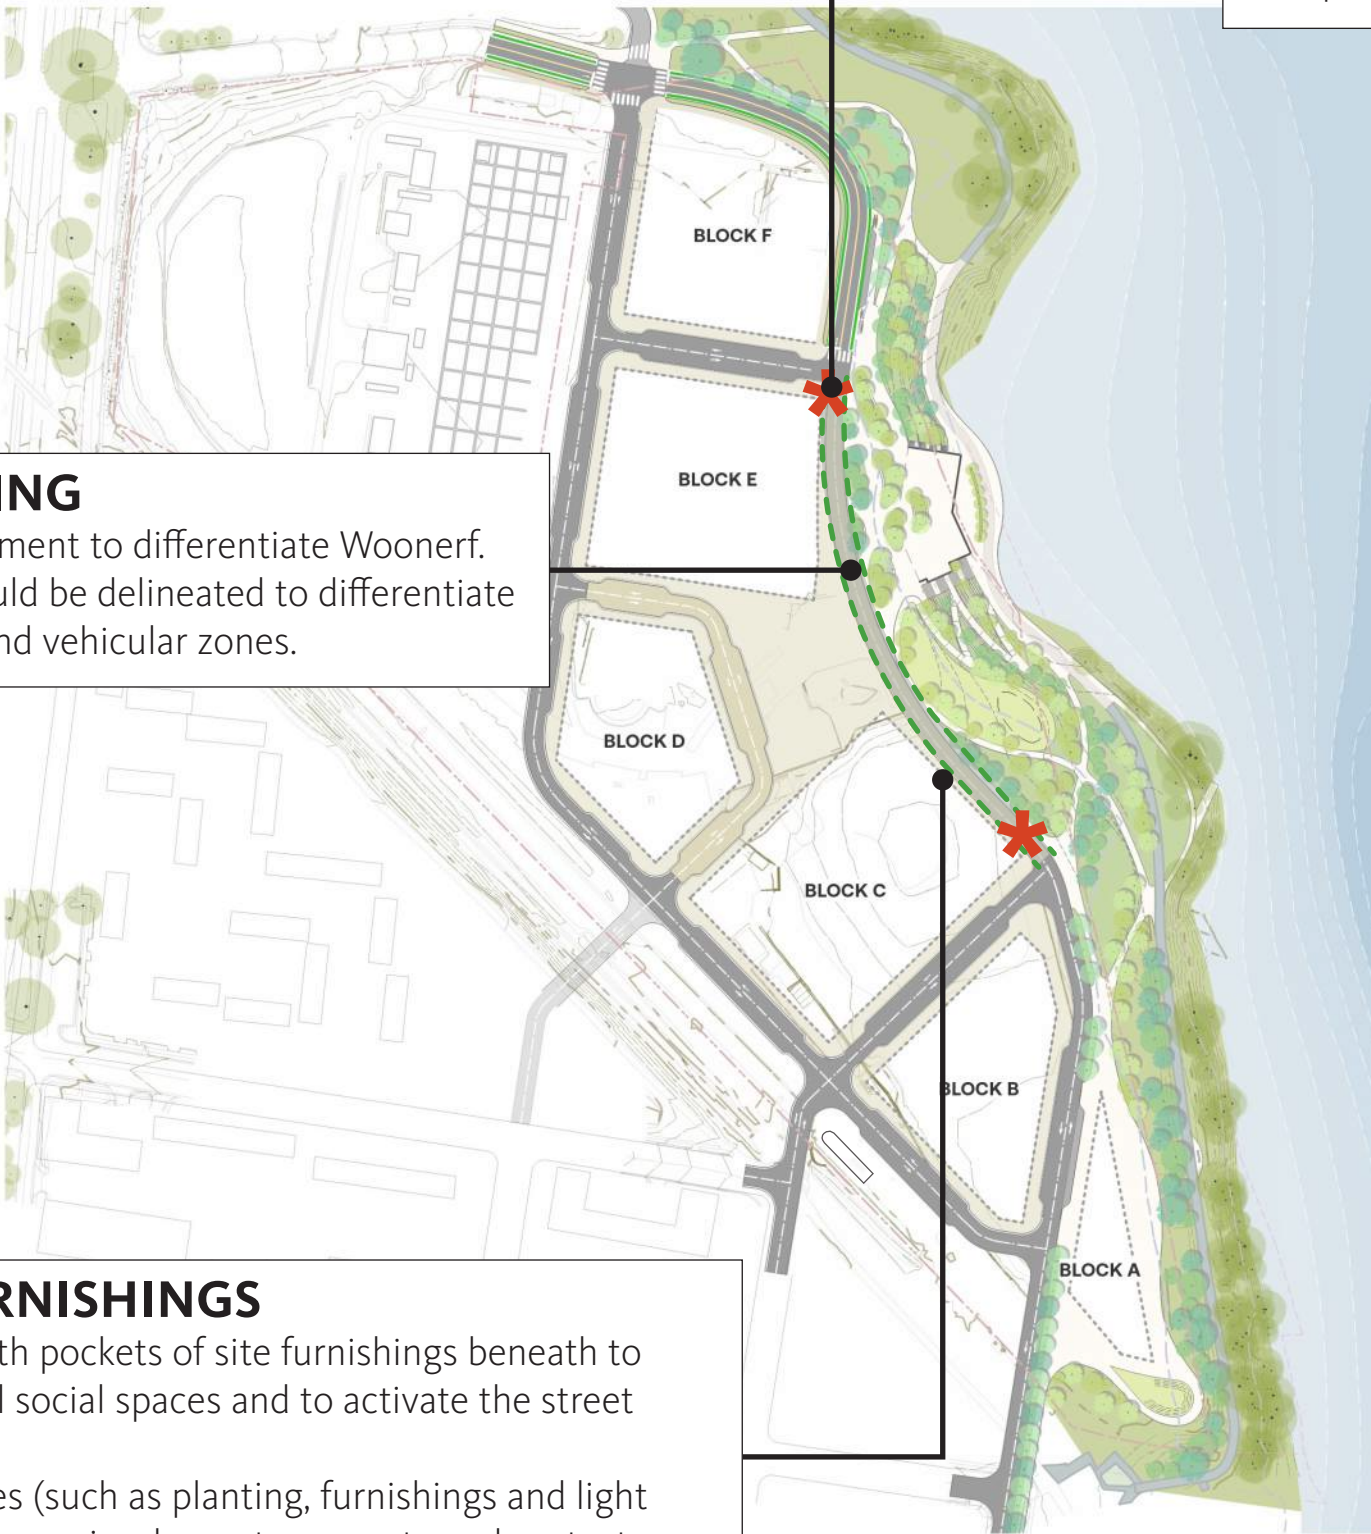 BLOCK F
BLOCK E
ING
ment to differentiate Woonerf.
uld be delineated to differentiate
nd vehicular zones.
BLOCK D
BLOCK C
BLOCK B
BLOCK A
RNISHINGS
th pockets of site furnishings beneath to
l social spaces and to activate the street
es (such as planting, furnishings and light